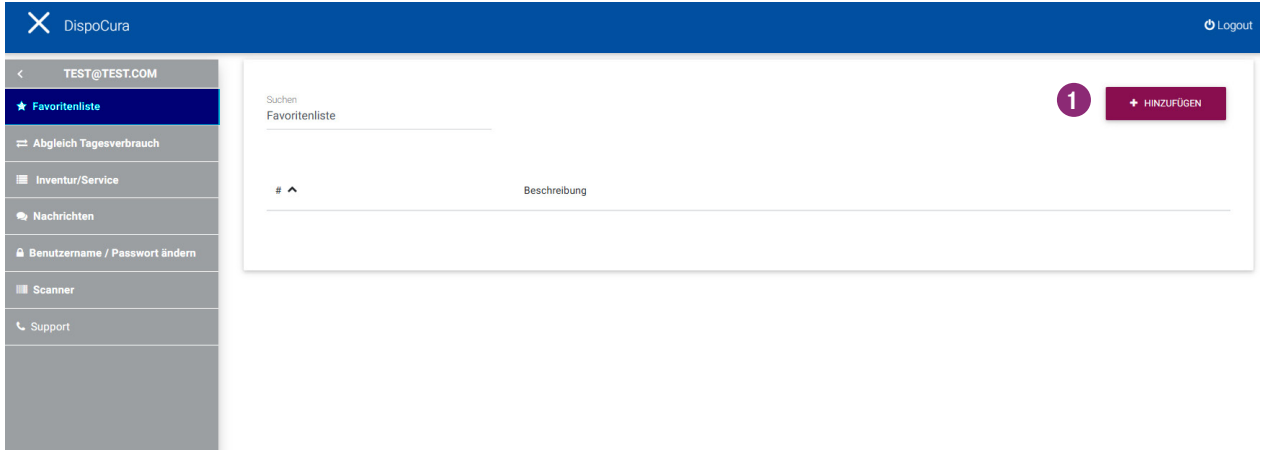 DispoCura
Logout
TEST@TEST.COM
Favoritenliste
Abgleich Tagesverbrauch
Inventur/Service
Nachrichten
Benutzername / Passwort ändern
Scanner
Support
Suchen
Favoritenliste
1
+ HINZUFÜGEN
# Beschreibung